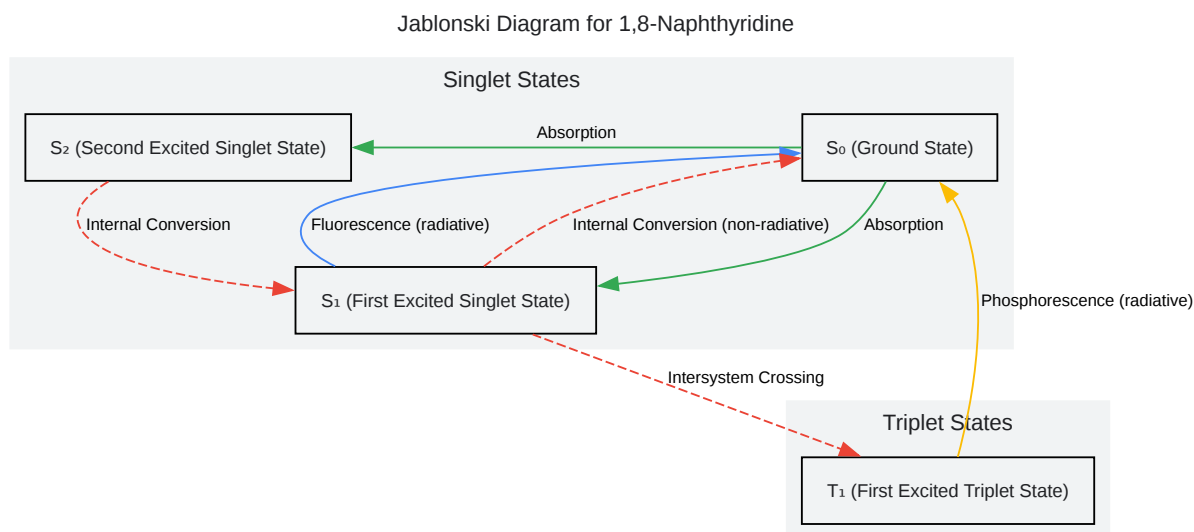 Jablonski Diagram for 1,8-Naphthyridine
Singlet States
S₂ (Second Excited Singlet State)
Absorption
S₀ (Ground State)
Internal Conversion
Fluorescence (radiative)
Internal Conversion (non-radiative)
Absorption
S₁ (First Excited Singlet State)
Phosphorescence (radiative)
Intersystem Crossing
Triplet States
T₁ (First Excited Triplet State)